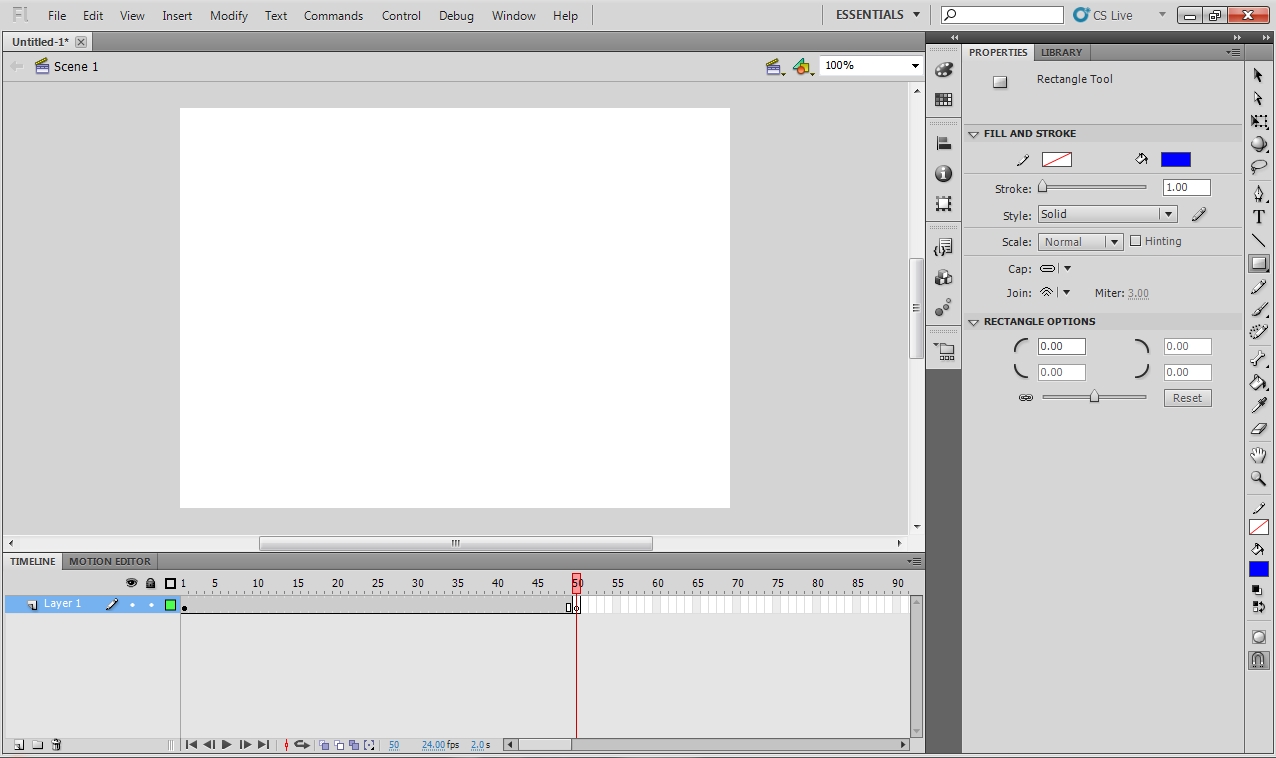 Fl File Edit View Insert Modify Text Commands Control Debug Window Help ESSENTIALS CS Live
Untitled-1*
Scene 1 100%
PROPERTIES LIBRARY
Rectangle Tool
FILL AND STROKE
Stroke: 1.00
Style: Solid
Scale: Normal Hinting
Cap:
Join: Miter: 3.00
RECTANGLE OPTIONS
0.00 0.00
0.00 0.00
Reset
T
TIMELINE MOTION EDITOR
1 5 10 15 20 25 30 35 40 45 50 55 60 65 70 75 80 85 90
Layer 1
50 24.00 fps 2.0 s